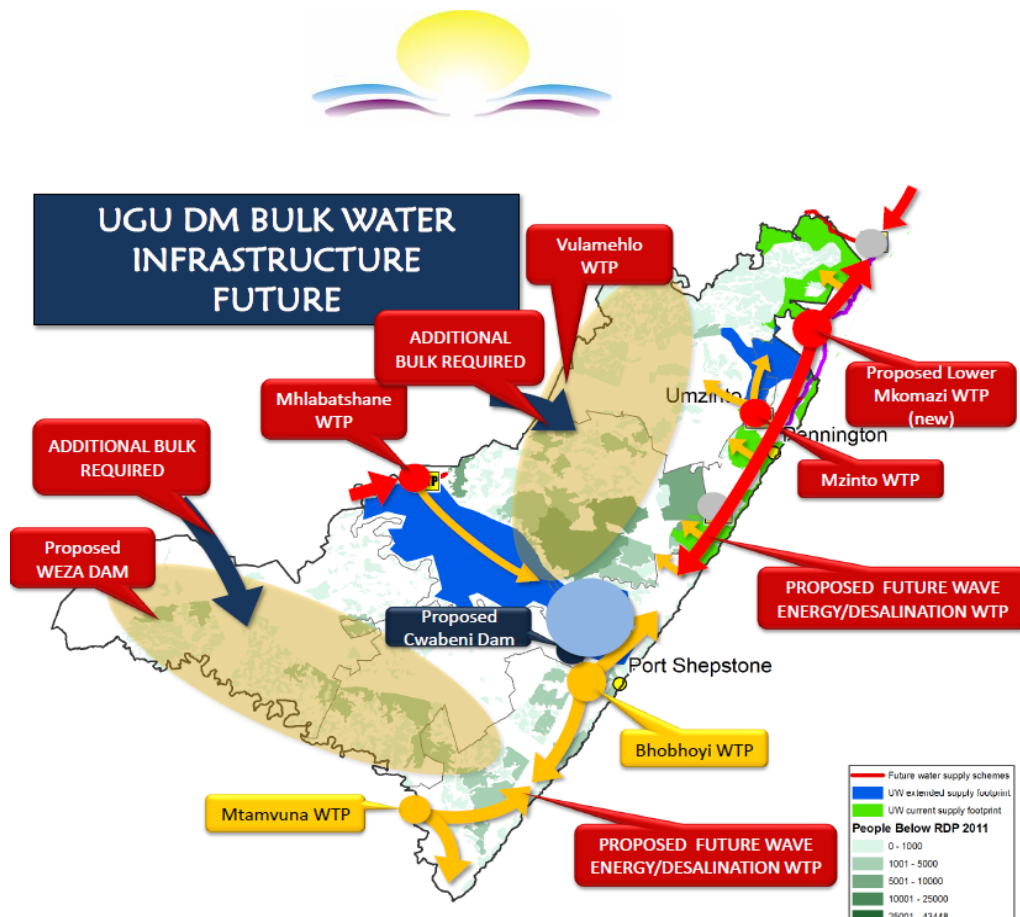 UGU DM BULK WATER
INFRASTRUCTURE
FUTURE
Vulamehlo
WTP
ADDITIONAL
BULK REQUIRED
Mhlabatshane
WTP
ADDITIONAL BULK
REQUIRED
Proposed
WEZA DAM
Proposed Lower
Mkomazi WTP
(new)
Umzinto
Pennington
Mzinto WTP
PROPOSED FUTURE WAVE
ENERGY/DESALINATION WTP
Proposed
Cwabeni Dam
Port Shepstone
Bhobhoyi WTP
Mtamvuna WTP
PROPOSED FUTURE WAVE
ENERGY/DESALINATION WTP
Future water supply schemes
UW extended supply footprint
UW current supply footprint
People Below RDP 2011
0 - 1000
1001 - 5000
5001 - 10000
10001 - 25000
25001 - 43448